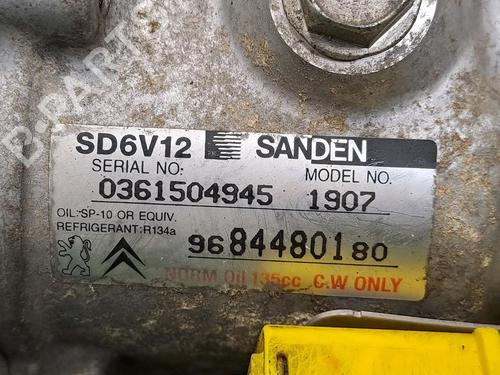 B-PARTS
SD6V12 SANDEN
SERIAL NO: MODEL NO.
0361504945 1907
OIL:SP-10 OR EQUIV.
REFRIGERANT:R134a
9684480180
NORM Oil 135cc C.W ONLY